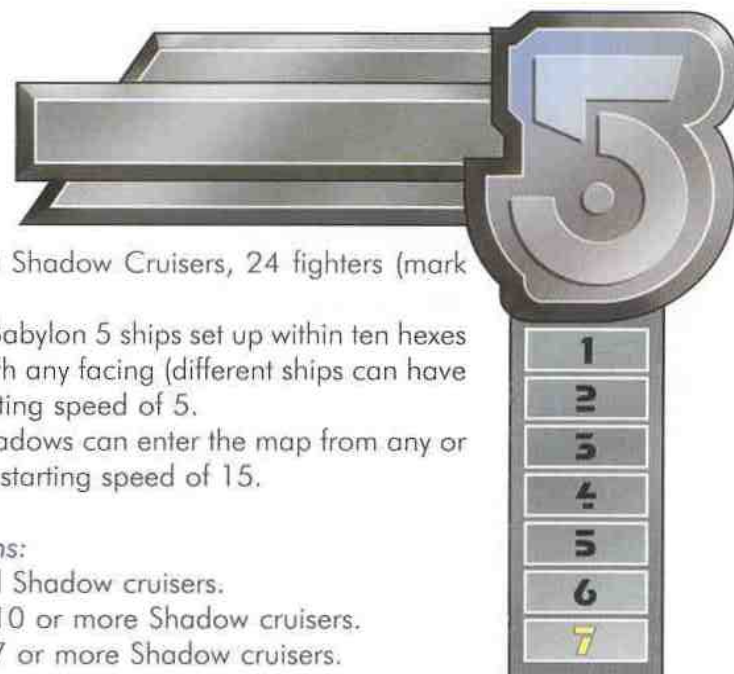 5
Shadow Cruisers, 24 fighters (mark
Babylon 5 ships set up within ten hexes
any facing (different ships can have
ting speed of 5.
adows can enter the map from any or
starting speed of 15.
ns:
Shadow cruisers.
10 or more Shadow cruisers.
7 or more Shadow cruisers.
1
2
3
4
5
6
7